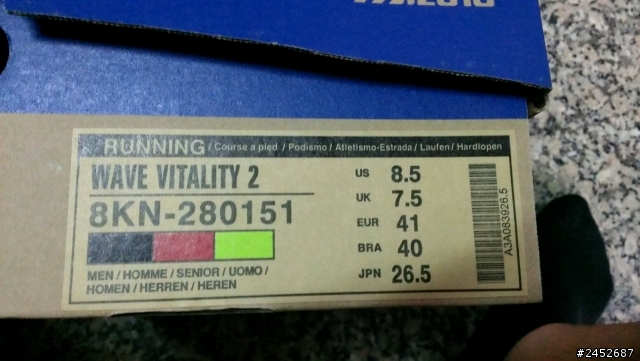 RUNNING / Course a pied / Podismo / Atletismo-Estrada / Laufen / Hardlopen
WAVE VITALITY 2
8KN-280151
MEN / HOMME / SENIOR / UOMO /
HOMEN / HERREN / HEREN
US 8.5
UK 7.5
EUR 41
BRA 40
JPN 26.5
A3A083926.5
#2452687